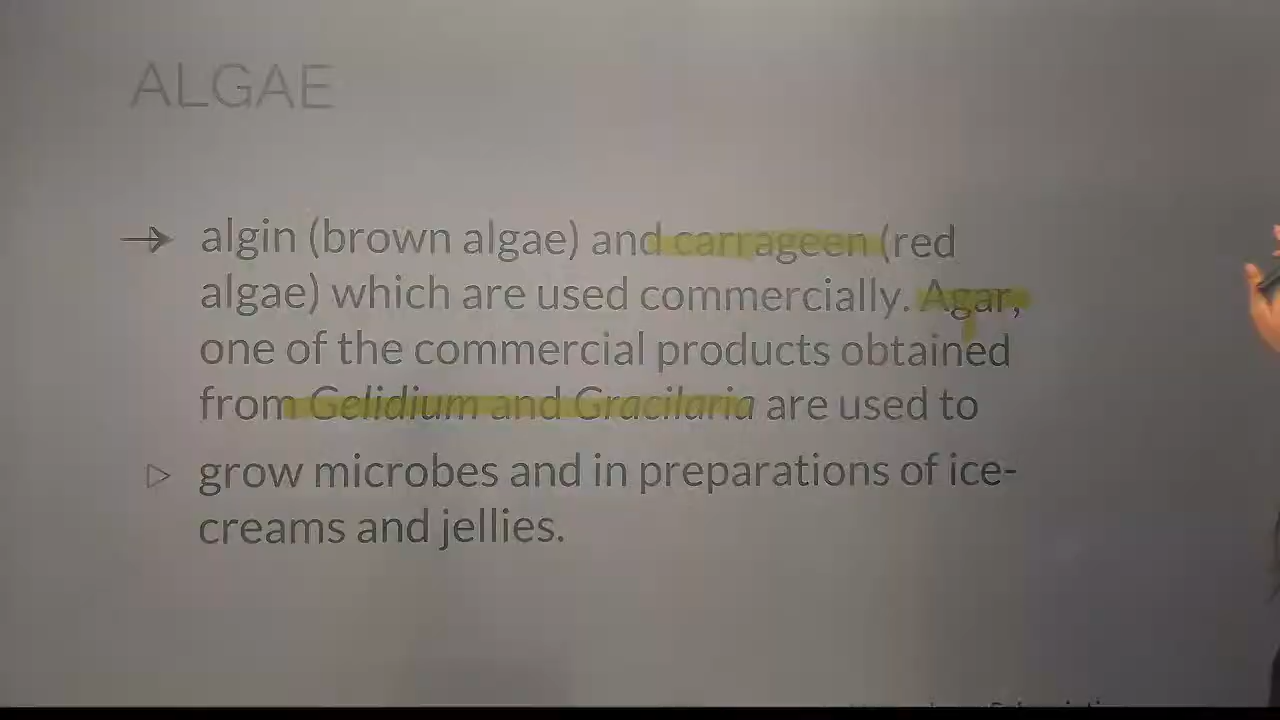 ALGAE
algin (brown algae) and carrageen (red
algae) which are used commercially. Agar,
one of the commercial products obtained
from Gelidium and Gracilaria are used to
grow microbes and in preparations of ice-
creams and jellies.